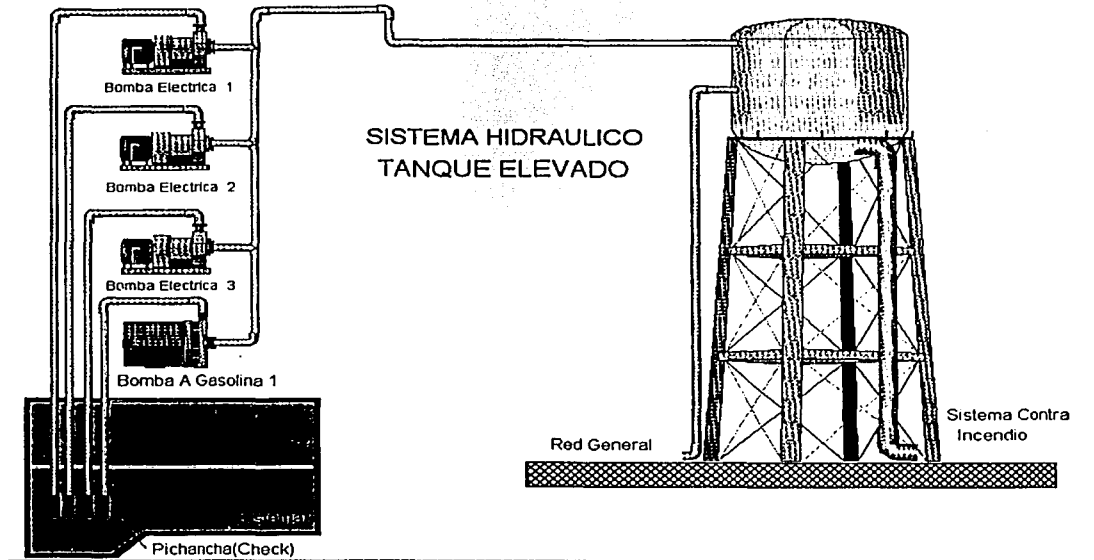 Bomba Electrica 1
SISTEMA HIDRAULICO
TANQUE ELEVADO
Bomba Electrica 2
Bomba Electrica 3
Bomba A Gasolina 1
Red General
Sistema Contra
Incendio
Pichancha(Check)